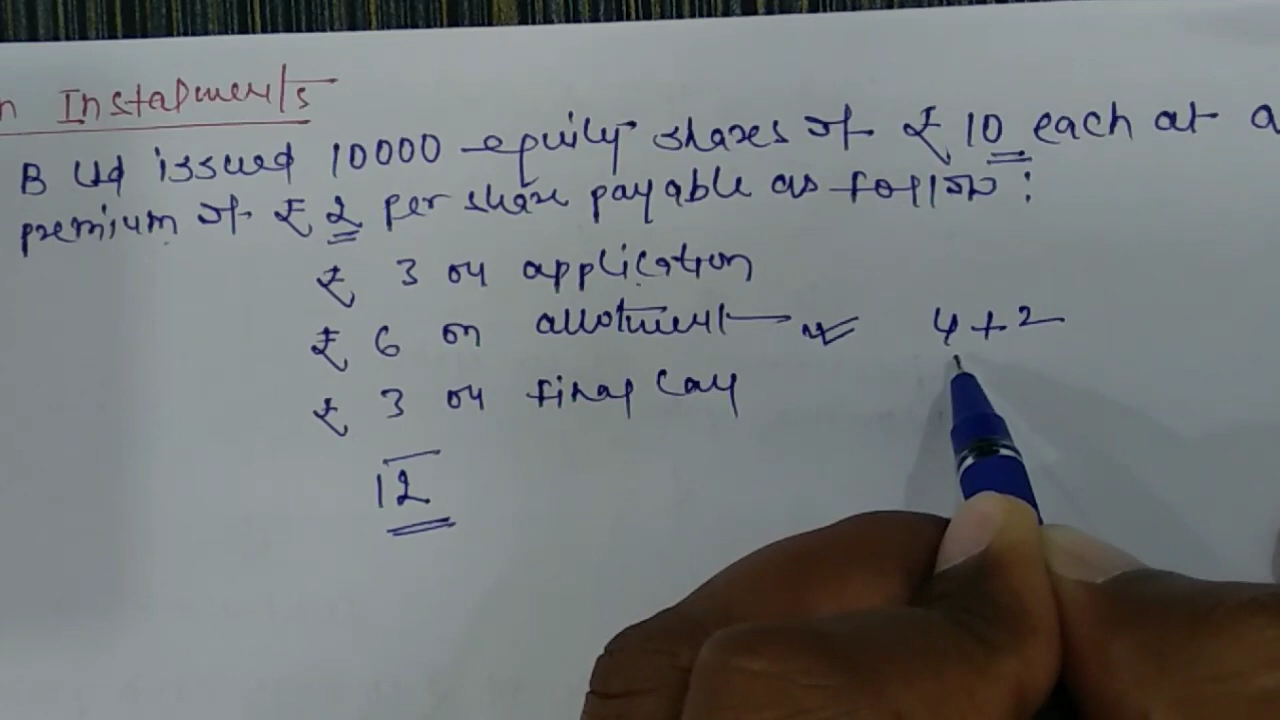 n Instalments
B Ltd issued 10000 equity shares of ₹ 10 each at a
premium of ₹ 2 per share payable as follow :
₹ 3 on application
₹ 6 on allotment 4+2
₹ 3 on final call
12